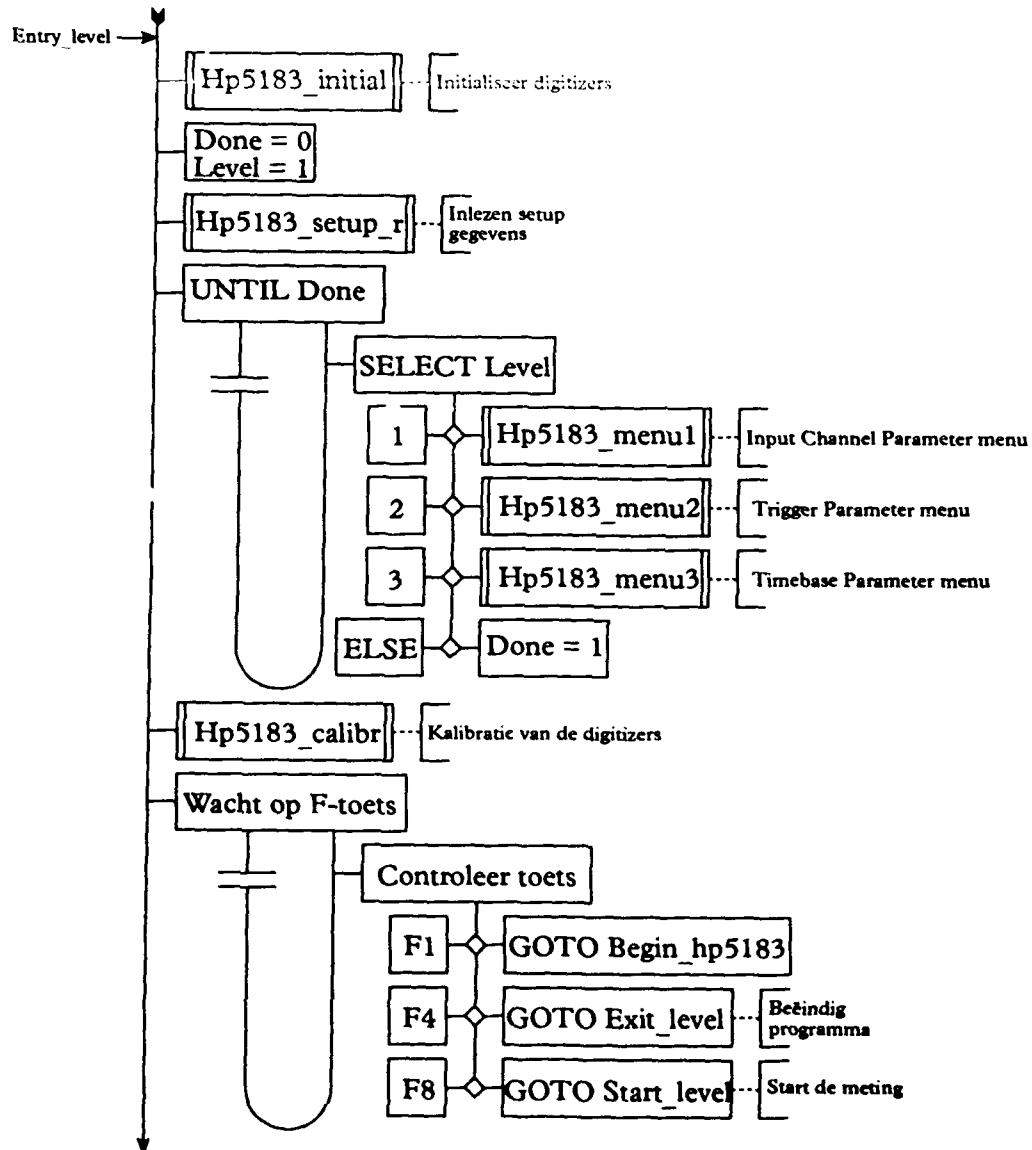 Entry_level
Hp5183_initial
Initialiseer digitizers
Done = 0
Level = 1
Hp5183_setup_r
Inlezen setup
gegevens
UNTIL Done
SELECT Level
1
Hp5183_menu1
Input Channel Parameter menu
2
Hp5183_menu2
Trigger Parameter menu
3
Hp5183_menu3
Timebase Parameter menu
ELSE
Done = 1
Hp5183_calibr
Kalibratie van de digitizers
Wacht op F-toets
Controleer toets
F1
GOTO Begin_hp5183
F4
GOTO Exit_level
Beëindig
programma
F8
GOTO Start_level
Start de meting